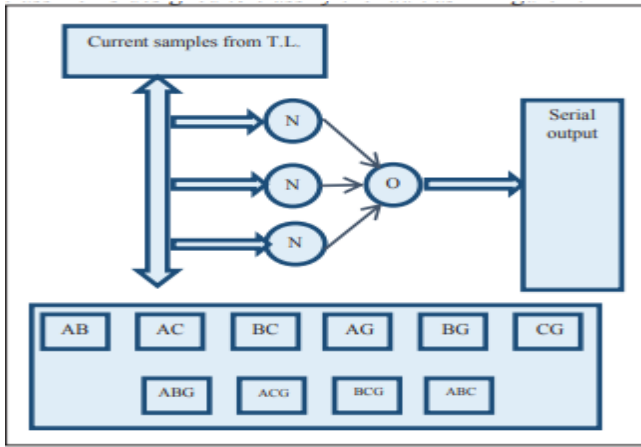 Current samples from T.L.
N
N
N
O
Serial
output
AB AC BC AG BG CG
ABG ACG BCG ABC